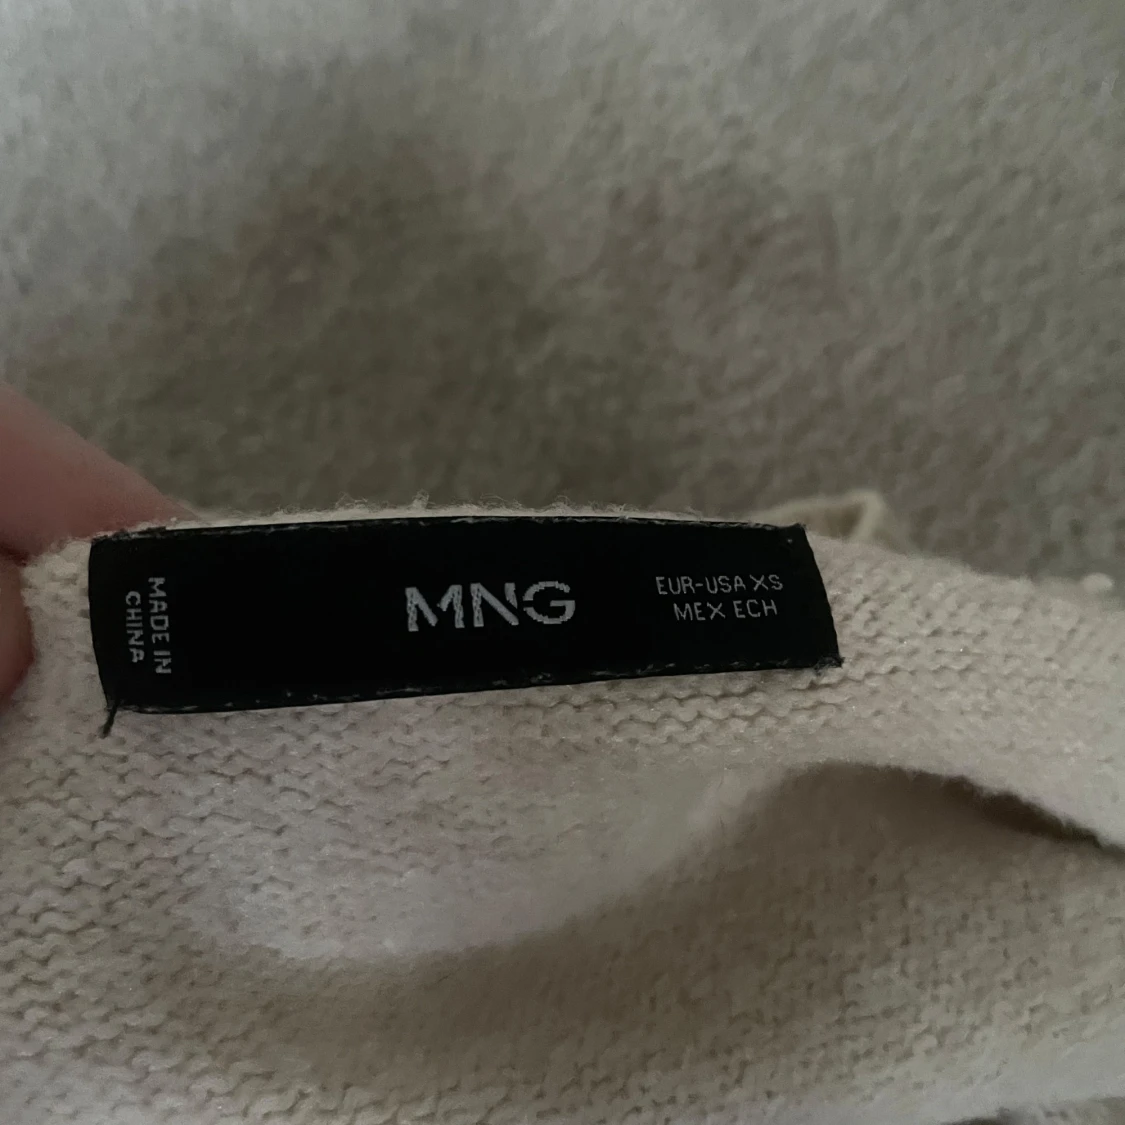 MADE IN
CHINA
MNG
EUR-USA XS
MEX ECH